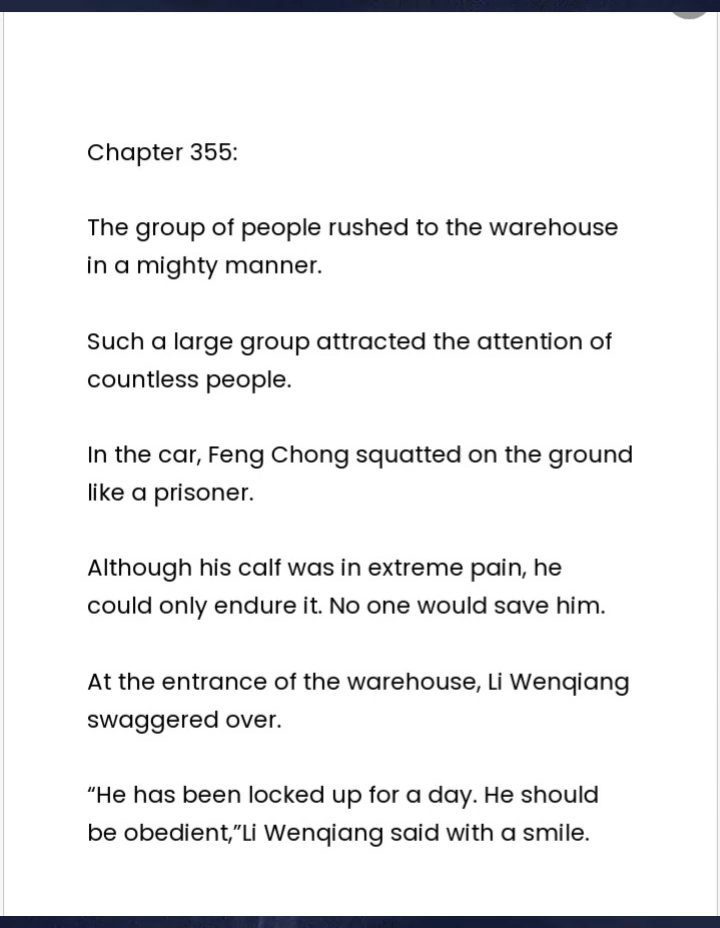 Chapter 355:
The group of people rushed to the warehouse
in a mighty manner.
Such a large group attracted the attention of
countless people.
In the car, Feng Chong squatted on the ground
like a prisoner.
Although his calf was in extreme pain, he
could only endure it. No one would save him.
At the entrance of the warehouse, Li Wenqiang
swaggered over.
“He has been locked up for a day. He should
be obedient,”Li Wenqiang said with a smile.